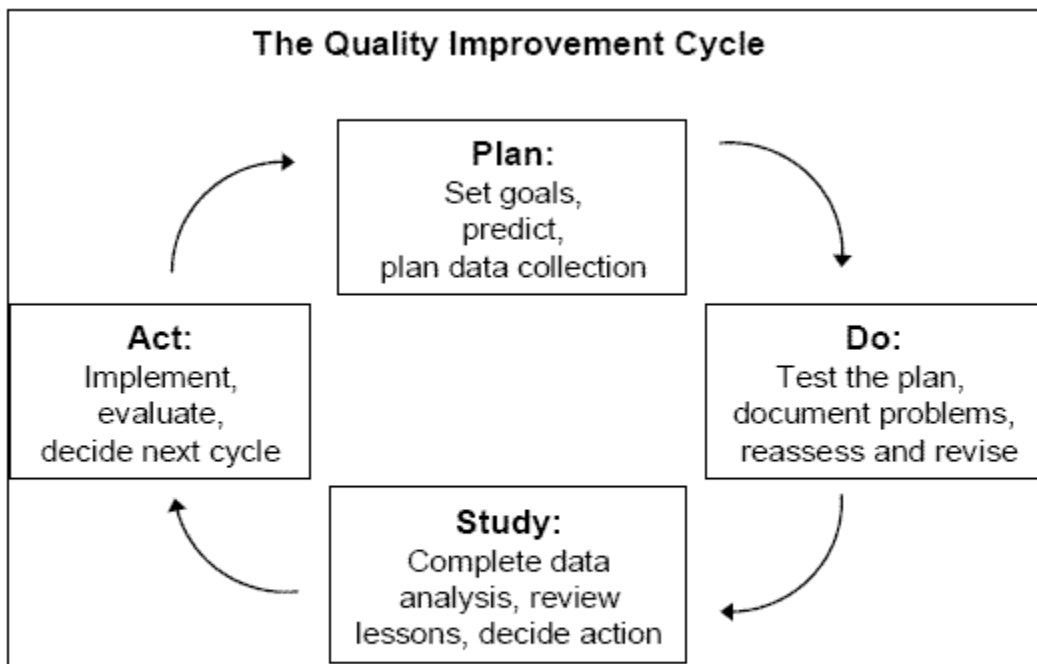 The Quality Improvement Cycle
Plan:
Set goals,
predict,
plan data collection
Do:
Test the plan,
document problems,
reassess and revise
Study:
Complete data
analysis, review
lessons, decide action
Act:
Implement,
evaluate,
decide next cycle